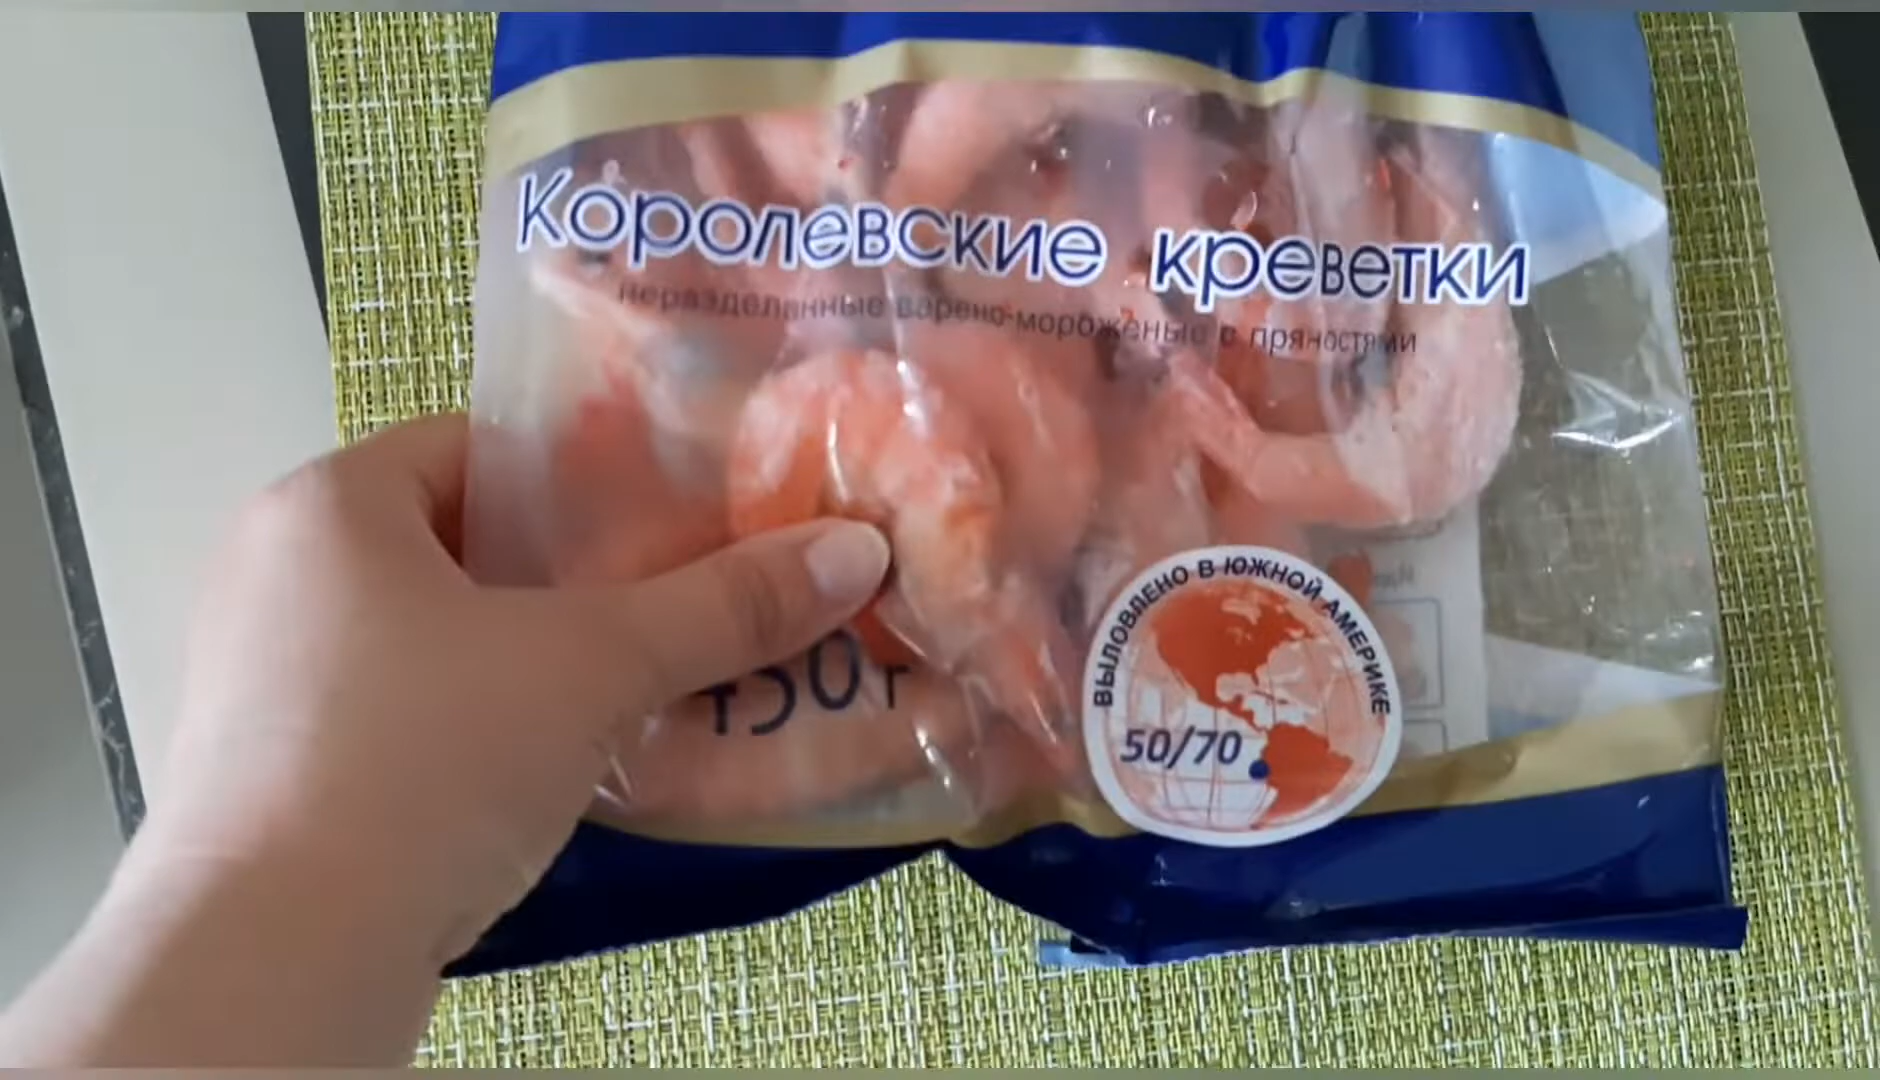 Королевские креветки
неразделанные варено-мороженые с пряностями
ВЫЛОВЛЕНО В ЮЖНОЙ АМЕРИКЕ
50/70